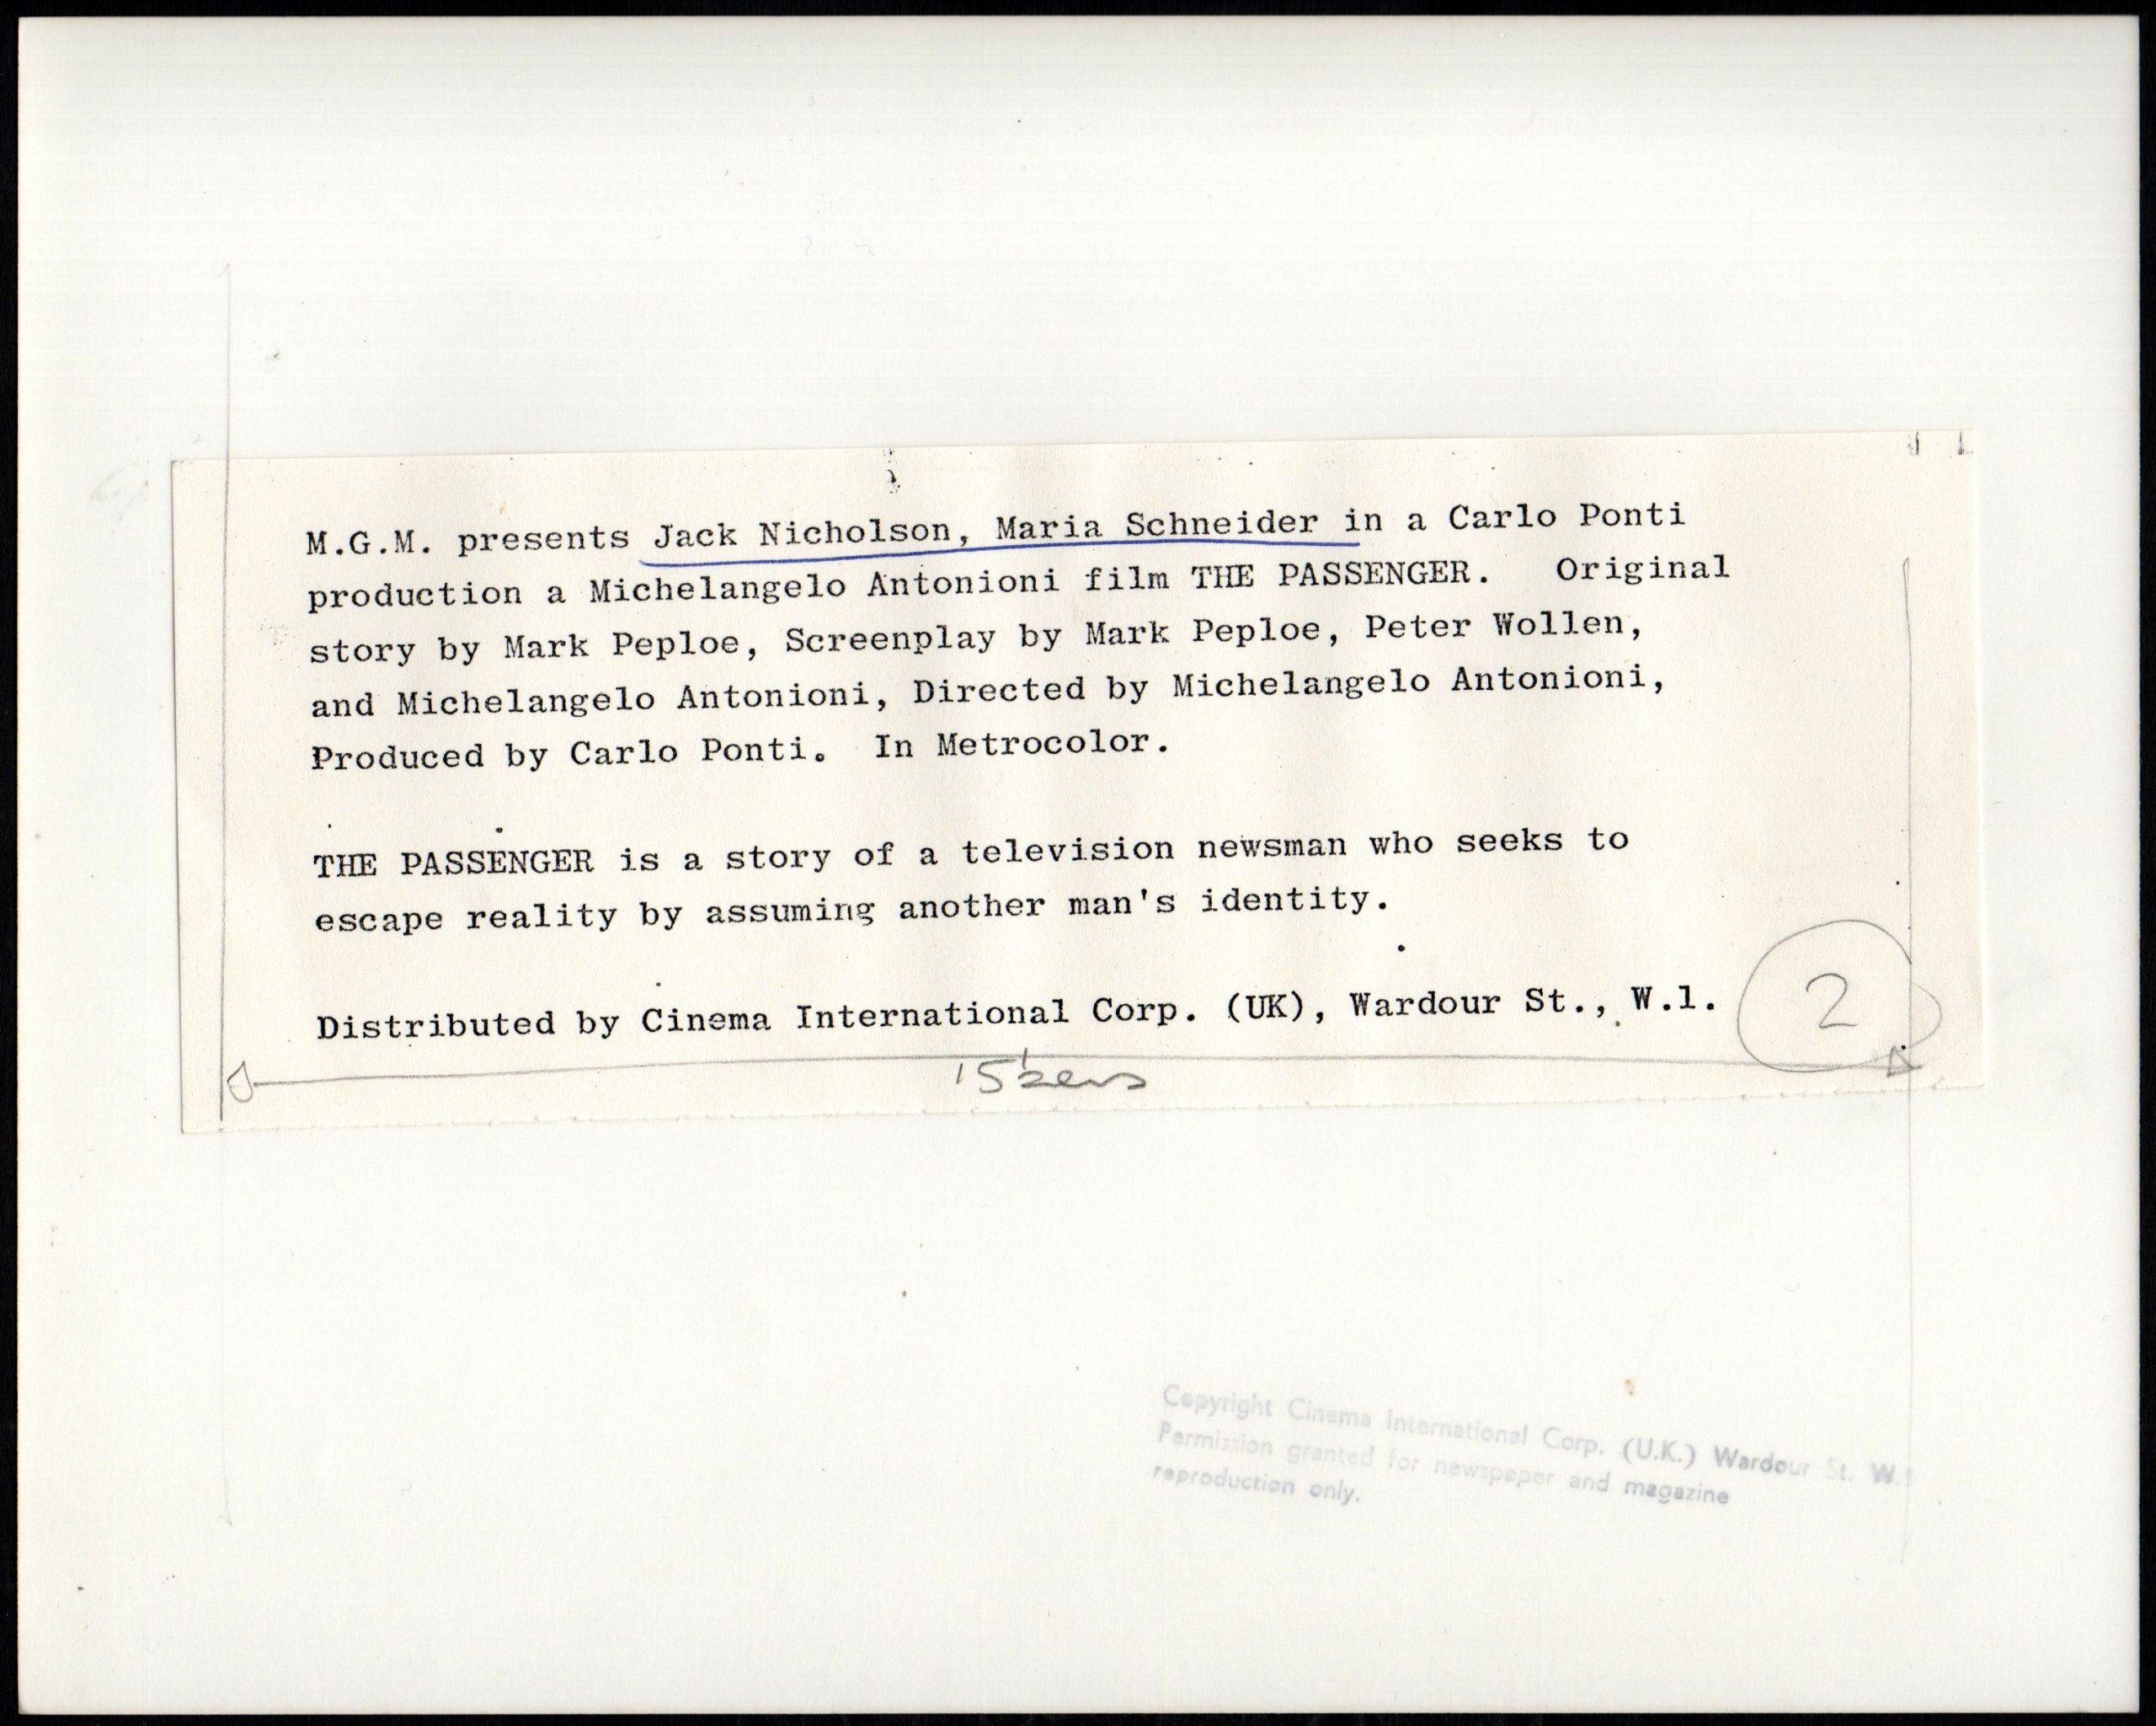 M.G.M. presents Jack Nicholson, Maria Schneider in a Carlo Ponti
production a Michelangelo Antonioni film THE PASSENGER. Original
story by Mark Peploe, Screenplay by Mark Peploe, Peter Wollen,
and Michelangelo Antonioni, Directed by Michelangelo Antonioni,
Produced by Carlo Ponti. In Metrocolor.
THE PASSENGER is a story of a television newsman who seeks to
escape reality by assuming another man's identity.
Distributed by Cinema International Corp. (UK), Wardour St., W.1.
2
Copyright Cinema International Corp. (U.K.) Wardour St. W.1
Permission granted for newspaper and magazine
reproduction only.